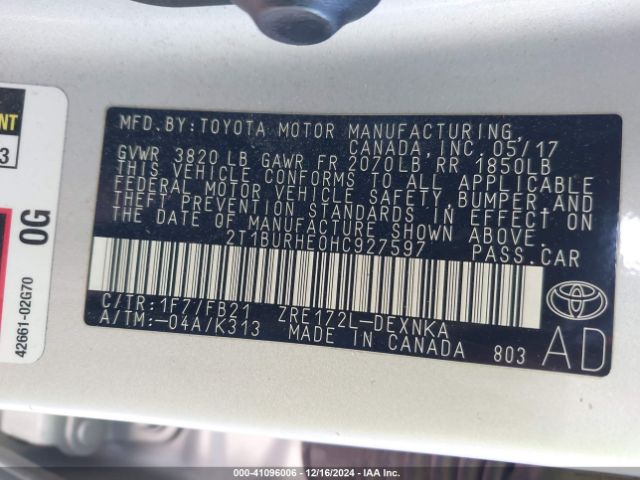 NT
3
0G
42661-02G70
MFD.BY:TOYOTA MOTOR MANUFACTURING,
CANADA,INC. 05/17
GVWR 3820 LB GAWR FR 2070LB RR 1850LB
THIS VEHICLE CONFORMS TO ALL APPLICABLE
FEDERAL MOTOR VEHICLE SAFETY,BUMPER,AND
THEFT PREVENTION STANDARDS IN EFFECT ON
THE DATE OF MANUFACTURE SHOWN ABOVE.
2T1BURHE0HC927597 PASS.CAR
C/TR:1F7/FB21 ZRE172L-DEXNKA
A/TM:-04A/K313 MADE IN CANADA 803
AD
TOYOTA
000-41096006 | 12/16/2024 | IAA Inc.